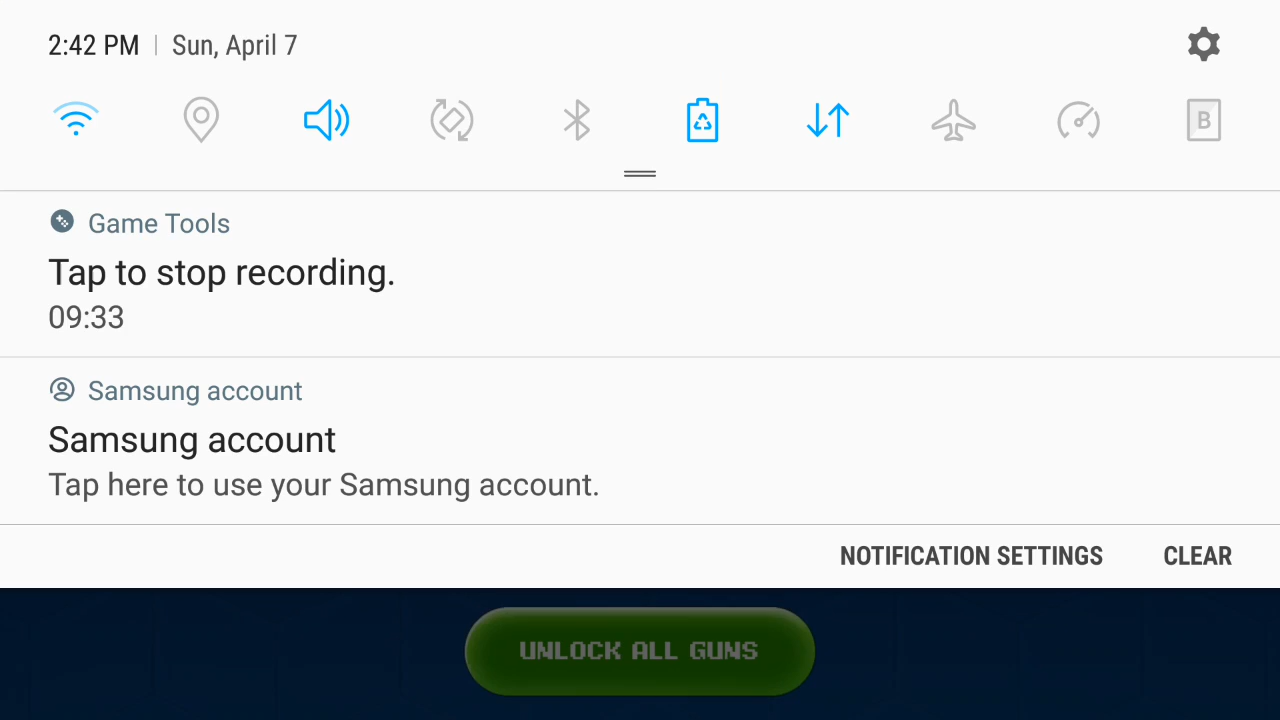 2:42 PM | Sun, April 7
B
Game Tools
Tap to stop recording.
09:33
Samsung account
Samsung account
Tap here to use your Samsung account.
NOTIFICATION SETTINGS CLEAR
UNLOCK ALL GUNS